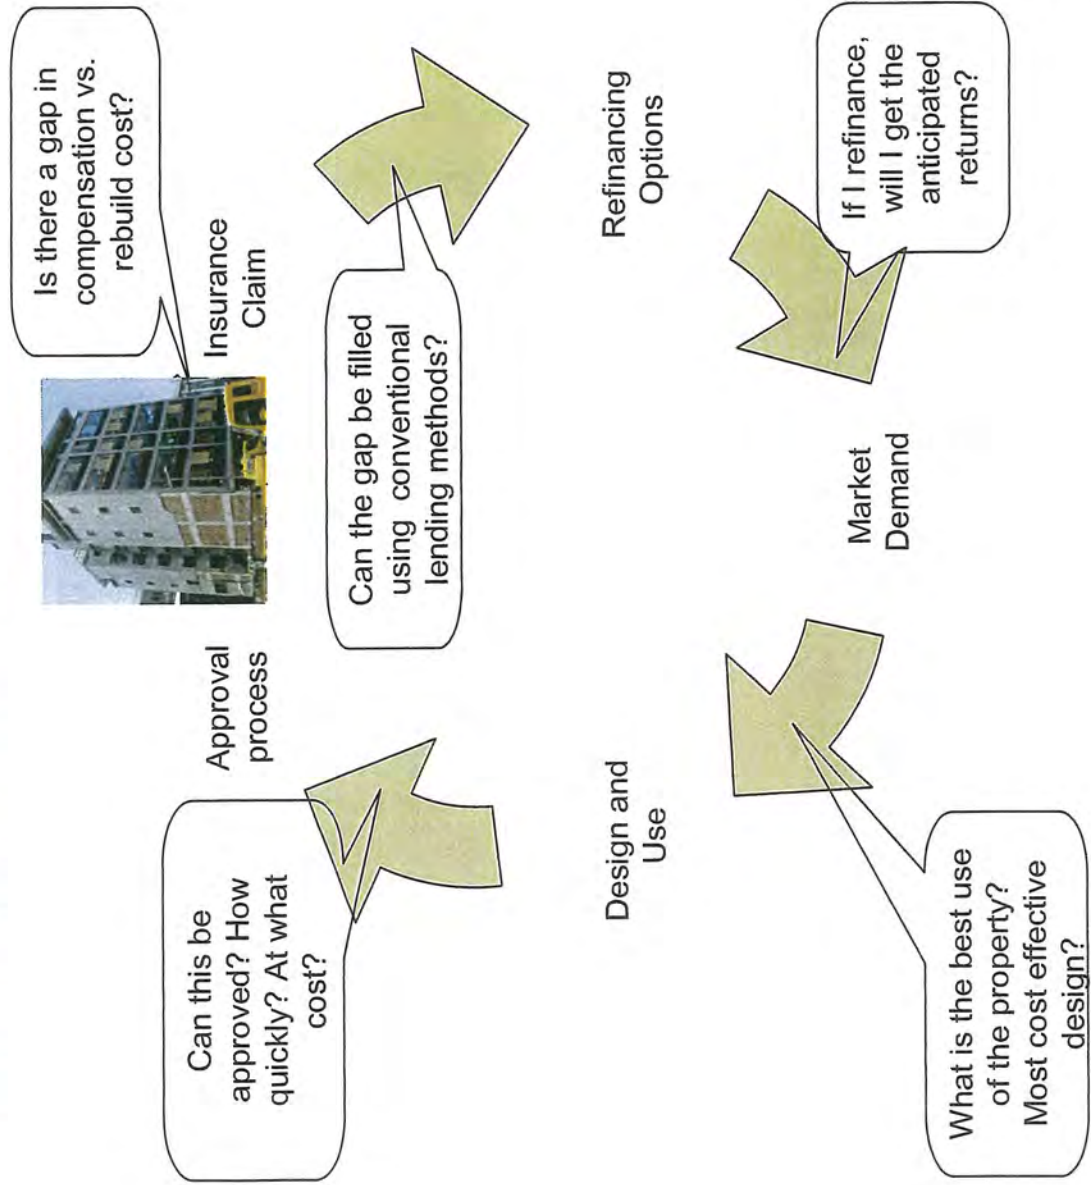 Is there a gap in
compensation vs.
rebuild cost?
Insurance
Claim
Can the gap be filled
using conventional
lending methods?
Refinancing
Options
If I refinance,
will I get the
anticipated
returns?
Market
Demand
What is the best use
of the property?
Most cost effective
design?
Design and
Use
Can this be
approved? How
quickly? At what
cost?
Approval
process